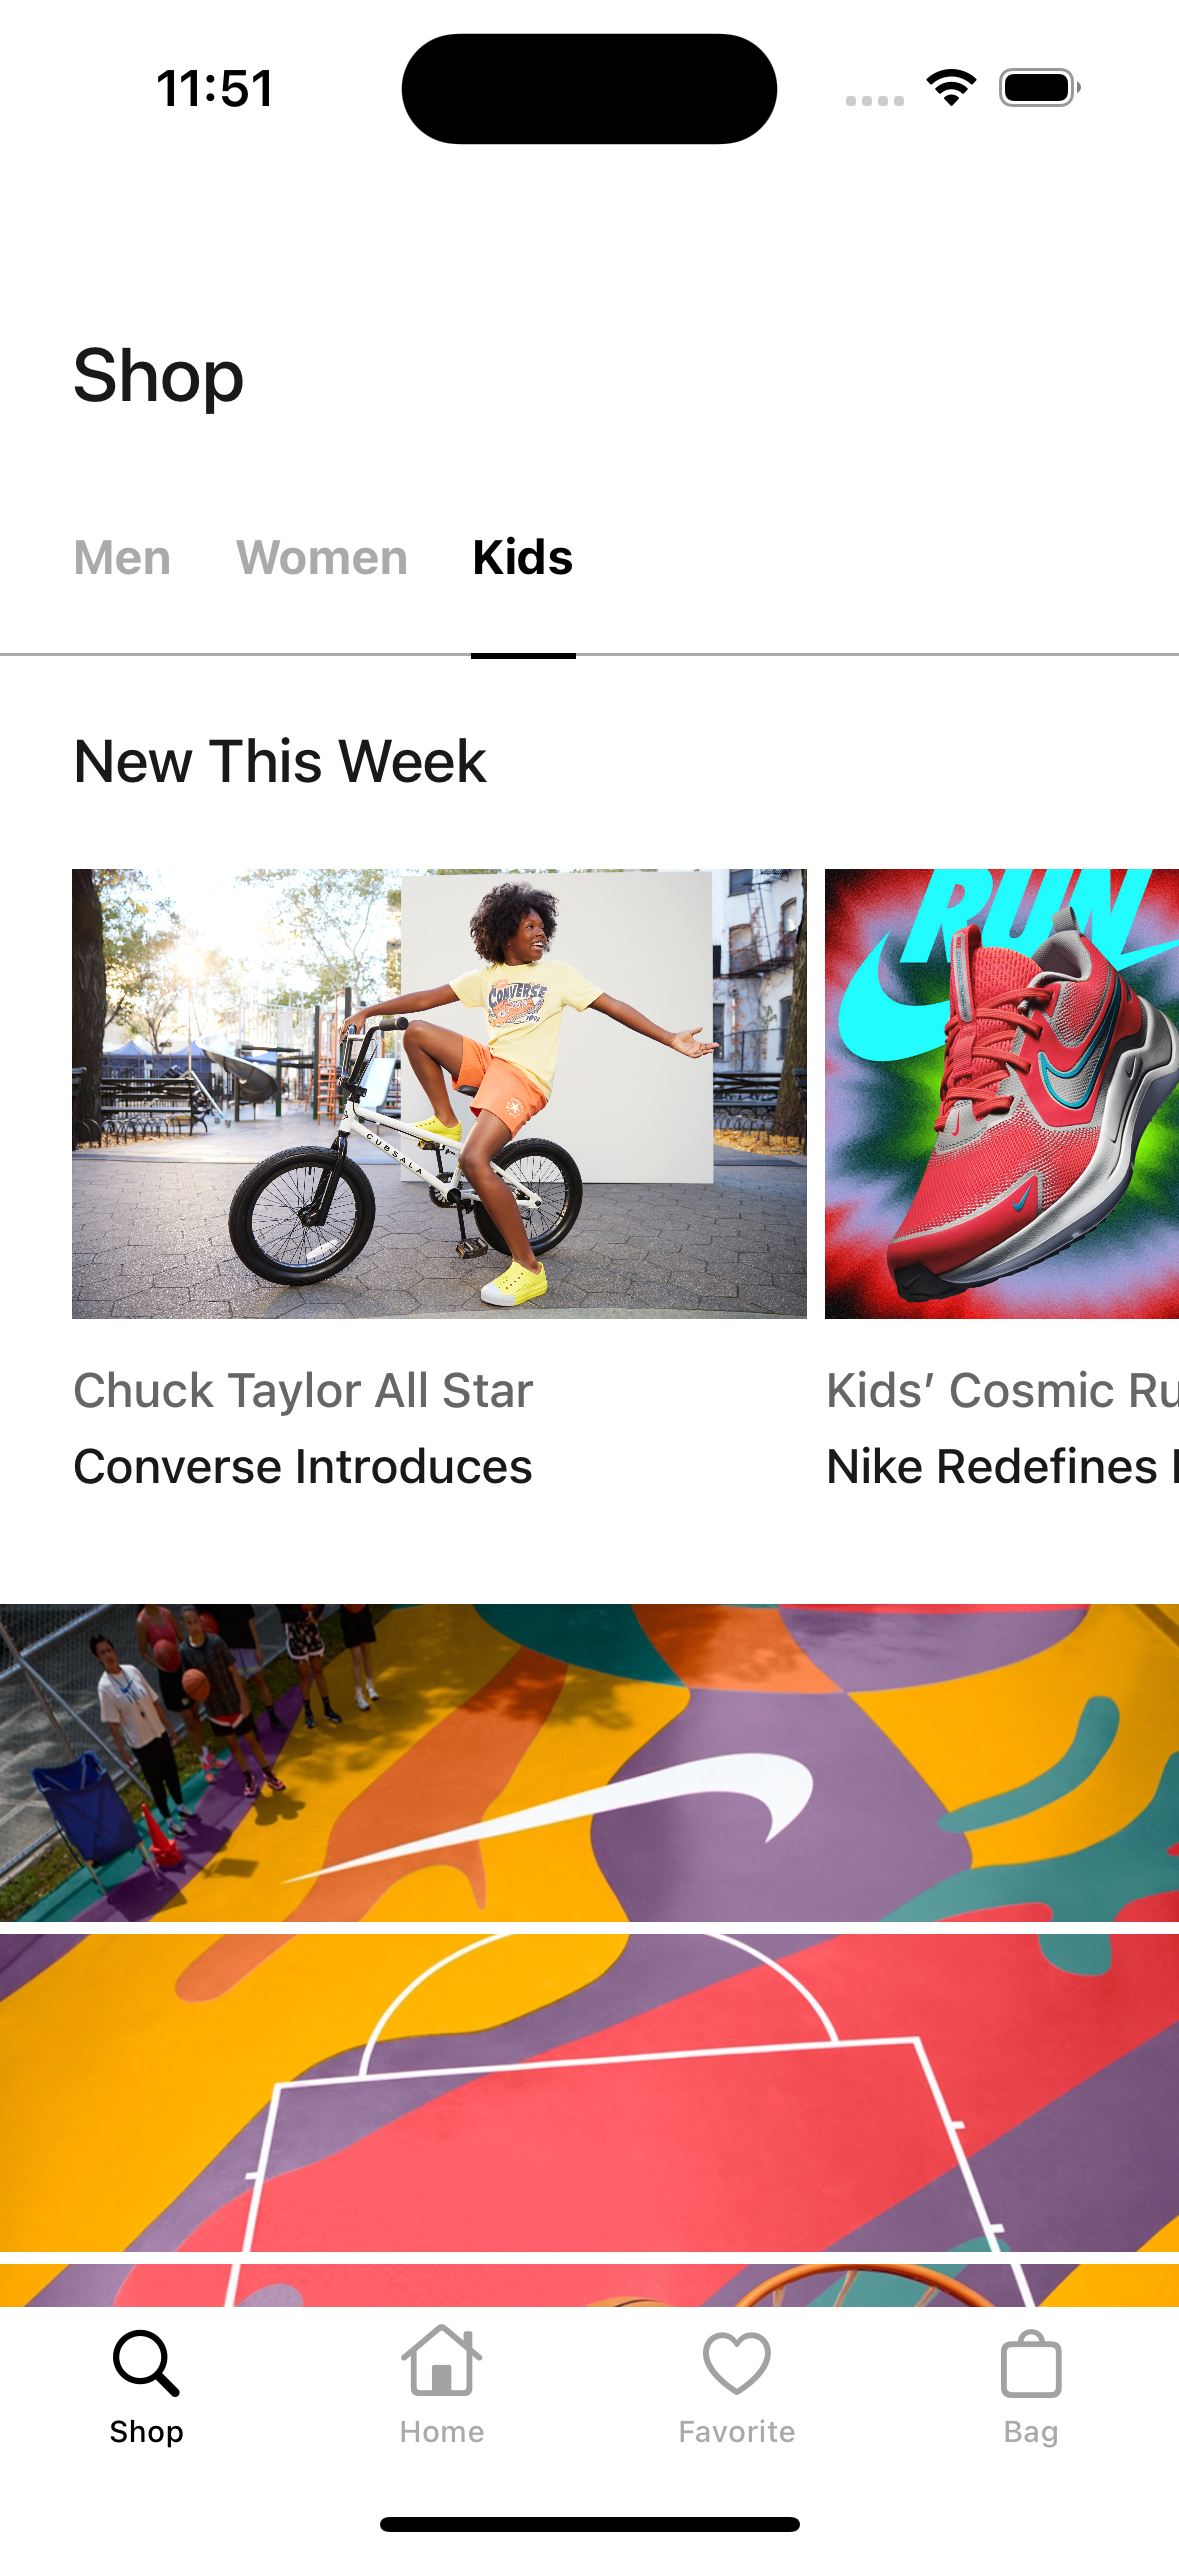 11:51
Shop
Men Women Kids
New This Week
CONVERSE
CUBSALA
RUN
Chuck Taylor All Star
Converse Introduces
Kids’ Cosmic Ru
Nike Redefines
Shop Home Favorite Bag